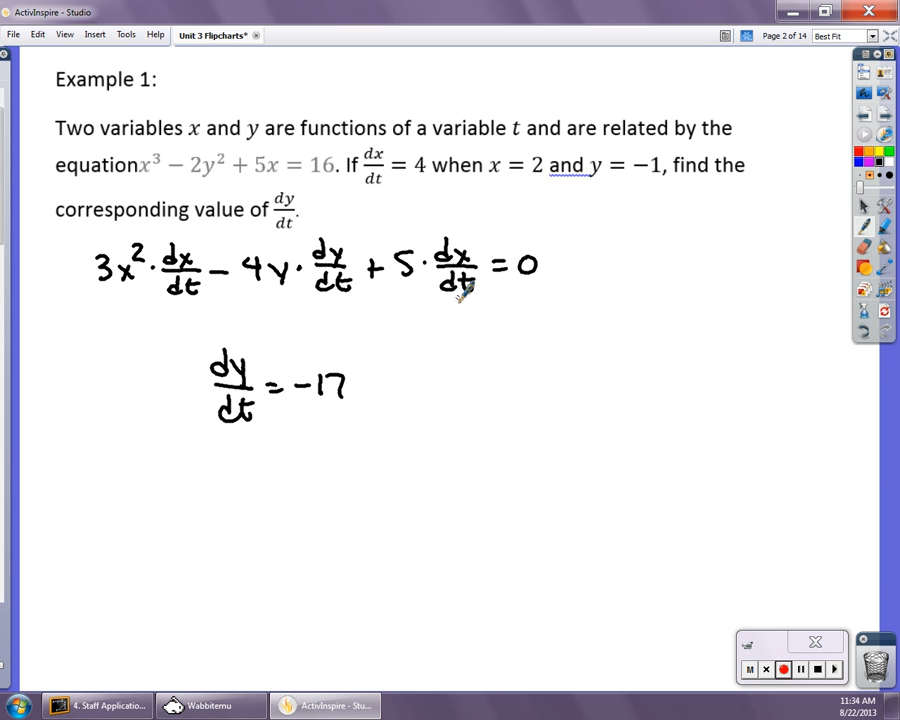 ActivInspire - Studio
File Edit View Insert Tools Help Unit 3 Flipcharts* Page 2 of 14 Best Fit
Example 1:
Two variables x and y are functions of a variable t and are related by the
equationx³ − 2y² + 5x = 16. If dx/dt = 4 when x = 2 and y = −1, find the
corresponding value of dy/dt.
3x² · dx/dt − 4y · dy/dt + 5 · dx/dt = 0
dy/dt = −17
M
4. Staff Applicatio... Wabbitemu ActivInspire - Stu... 11:34 AM
8/22/2013